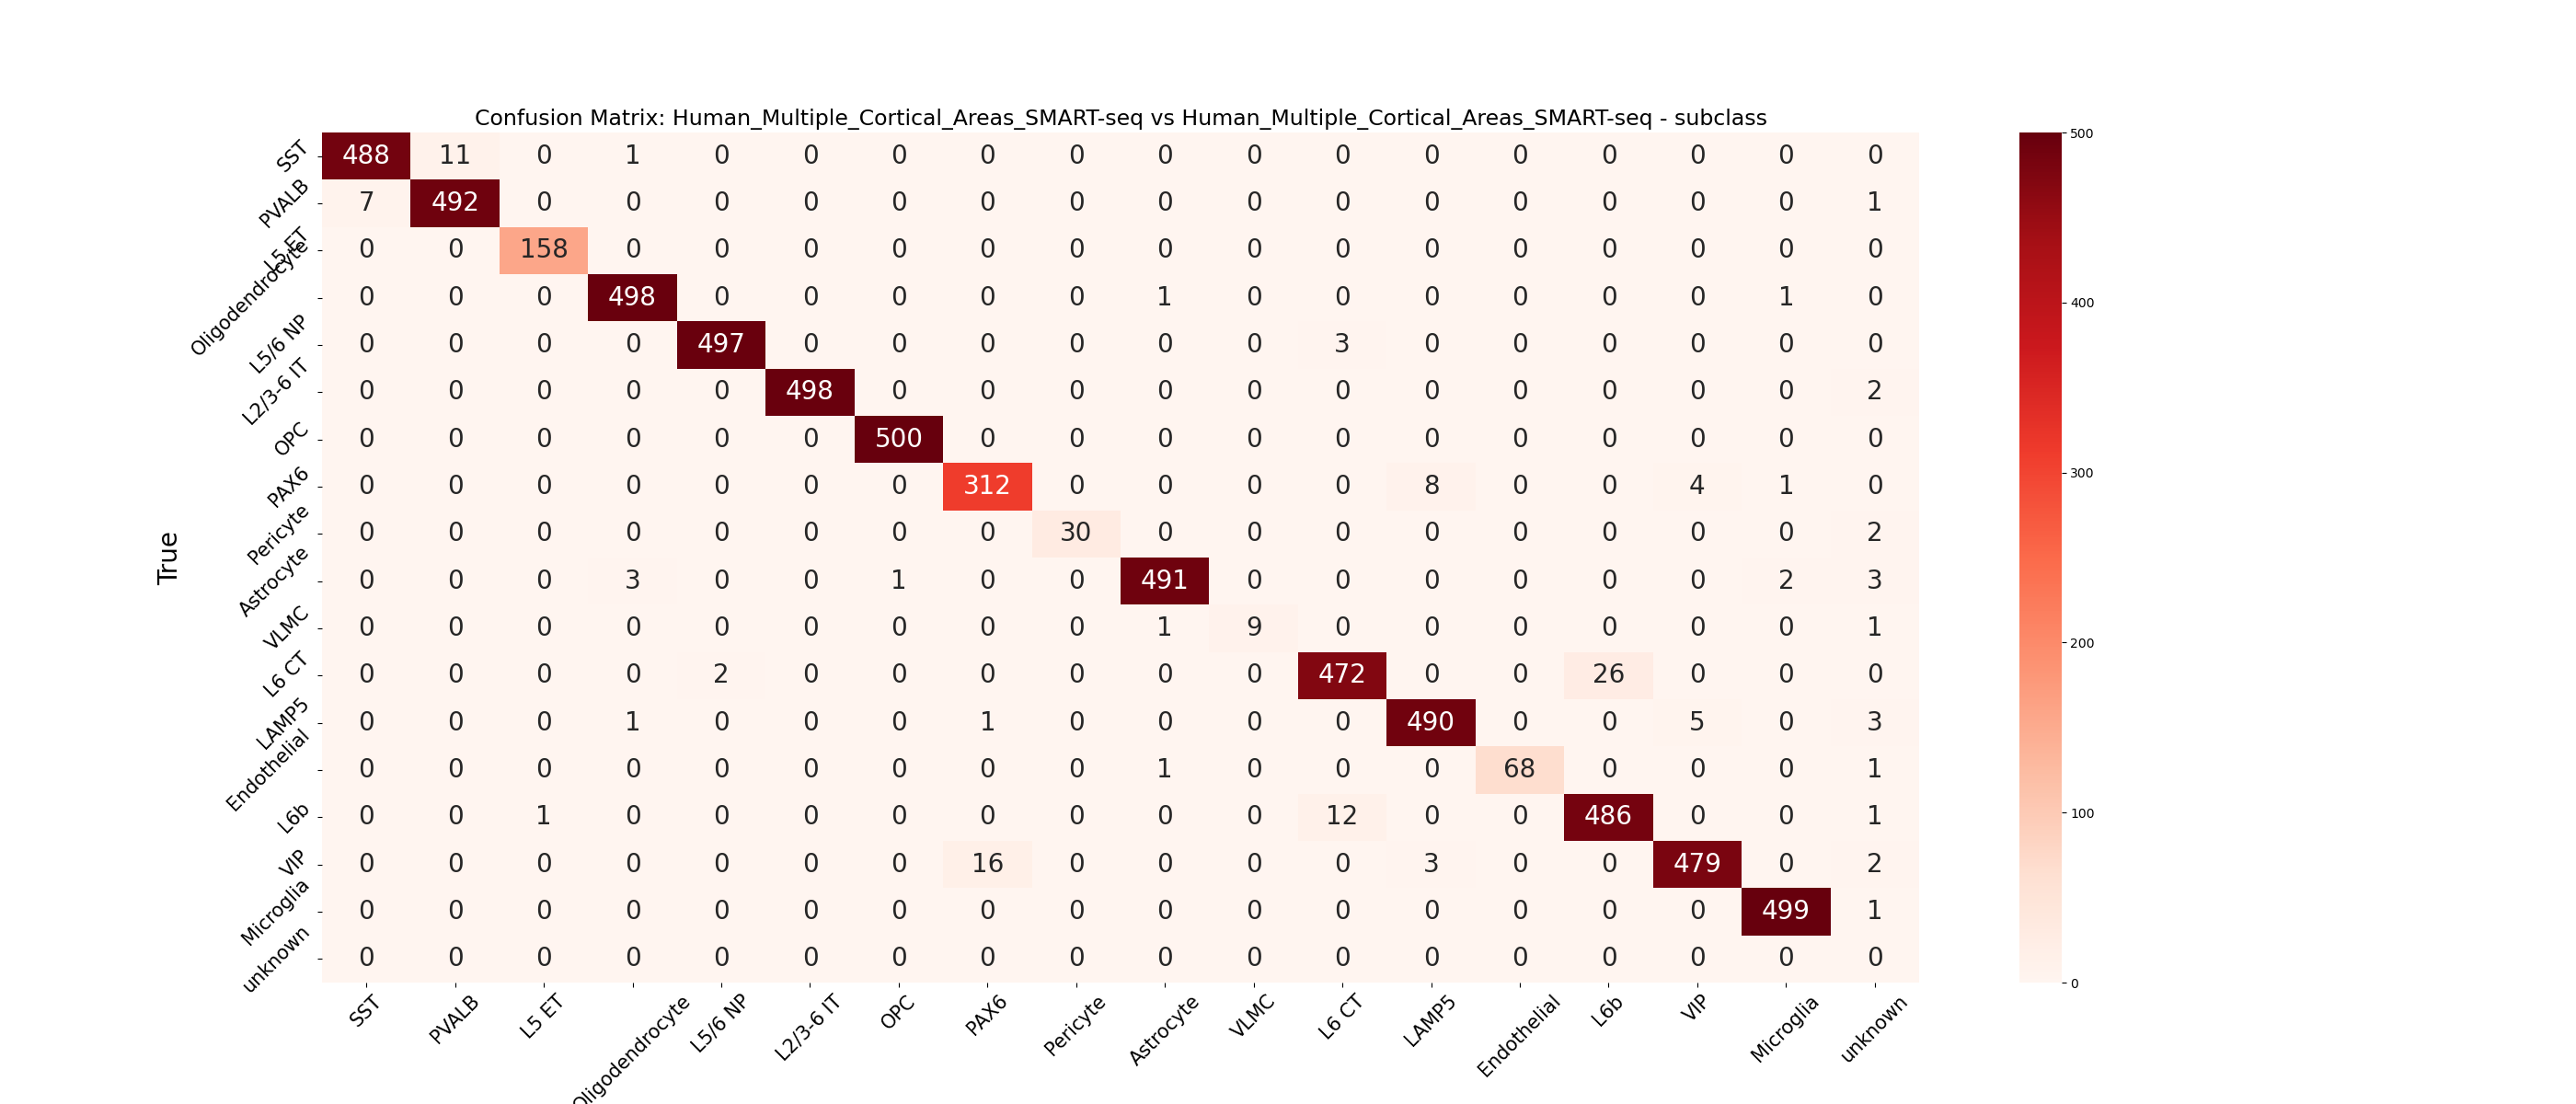 Confusion Matrix: Human_Multiple_Cortical_Areas_SMART-seq vs Human_Multiple_Cortical_Areas_SMART-seq - subclass
True
SST 488 11 0 1 0 0 0 0 0 0 0 0 0 0 0 0 0 0
PVALB 7 492 0 0 0 0 0 0 0 0 0 0 0 0 0 0 0 1
L5 ET 0 0 158 0 0 0 0 0 0 0 0 0 0 0 0 0 0 0
Oligodendrocyte 0 0 0 498 0 0 0 0 0 1 0 0 0 0 0 0 1 0
L5/6 NP 0 0 0 0 497 0 0 0 0 0 0 3 0 0 0 0 0 0
L2/3-6 IT 0 0 0 0 0 498 0 0 0 0 0 0 0 0 0 0 0 2
OPC 0 0 0 0 0 0 500 0 0 0 0 0 0 0 0 0 0 0
PAX6 0 0 0 0 0 0 0 312 0 0 0 0 8 0 0 4 1 0
Pericyte 0 0 0 0 0 0 0 0 30 0 0 0 0 0 0 0 0 2
Astrocyte 0 0 0 3 0 0 1 0 0 491 0 0 0 0 0 0 2 3
VLMC 0 0 0 0 0 0 0 0 0 1 9 0 0 0 0 0 0 1
L6 CT 0 0 0 0 2 0 0 0 0 0 0 472 0 0 26 0 0 0
LAMP5 0 0 0 1 0 0 0 1 0 0 0 0 490 0 0 5 0 3
Endothelial 0 0 0 0 0 0 0 0 0 1 0 0 0 68 0 0 0 1
L6b 0 0 1 0 0 0 0 0 0 0 0 12 0 0 486 0 0 1
VIP 0 0 0 0 0 0 0 16 0 0 0 0 3 0 0 479 0 2
Microglia 0 0 0 0 0 0 0 0 0 0 0 0 0 0 0 0 499 1
unknown 0 0 0 0 0 0 0 0 0 0 0 0 0 0 0 0 0 0
SST PVALB L5 ET Oligodendrocyte L5/6 NP L2/3-6 IT OPC PAX6 Pericyte Astrocyte VLMC L6 CT LAMP5 Endothelial L6b VIP Microglia unknown
500
400
300
200
100
0